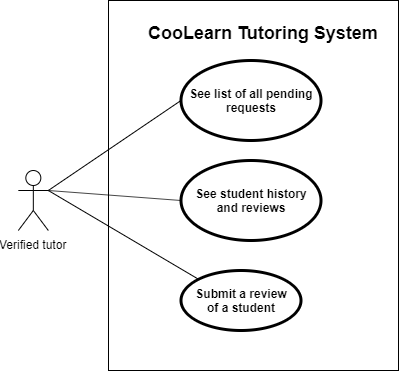 CooLearn Tutoring System
See list of all pending
requests
See student history
and reviews
Verified tutor
Submit a review
of a student